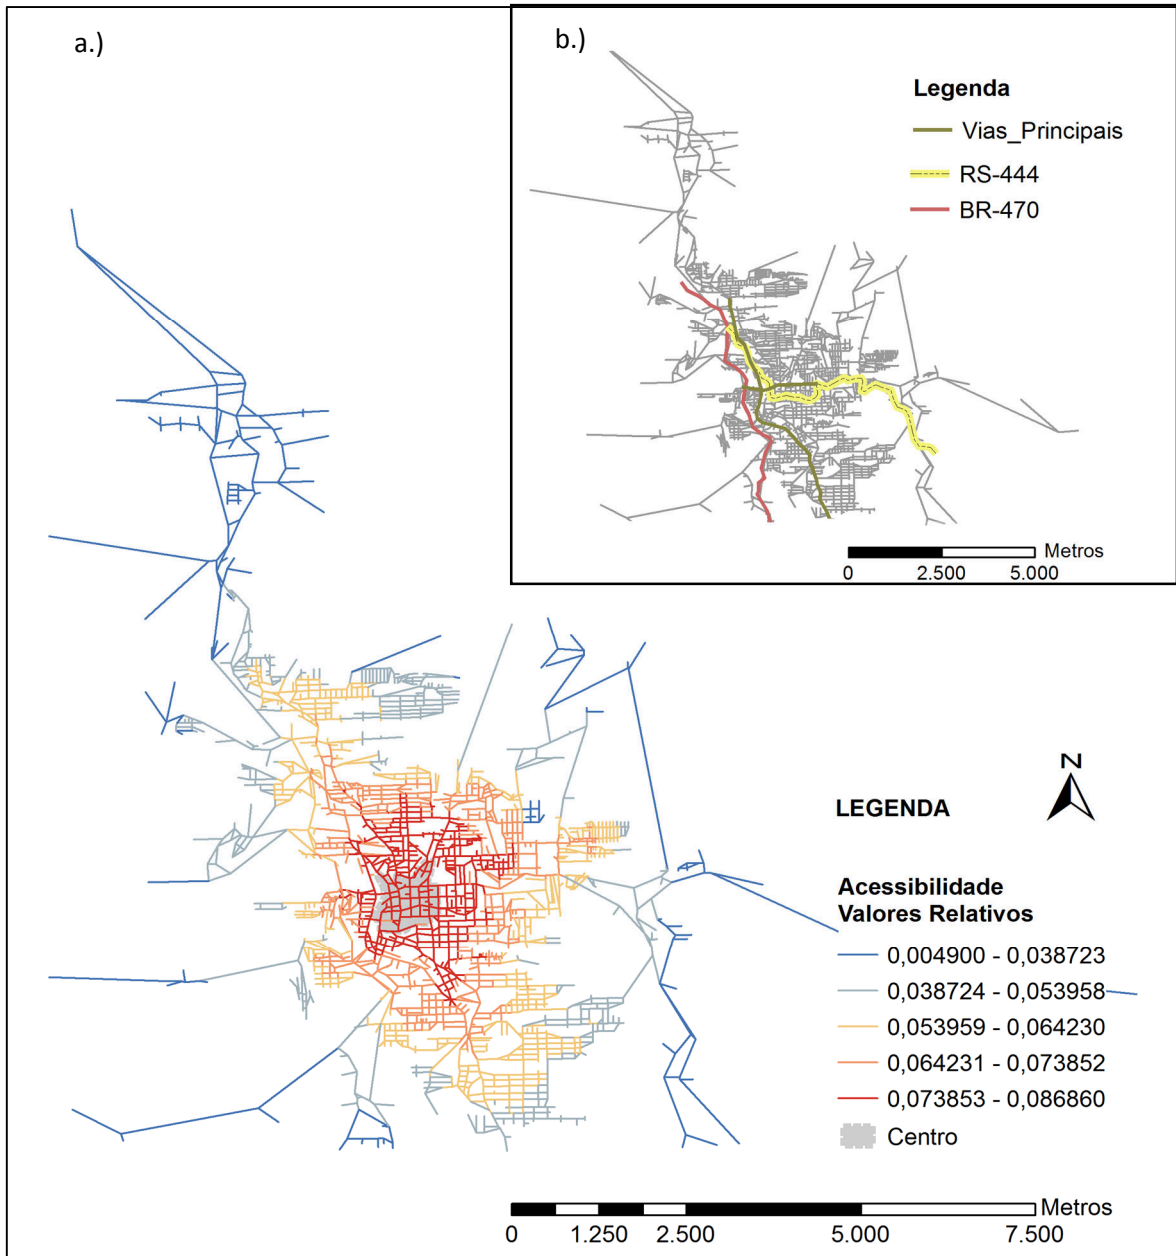 a.)
b.)
Legenda
Vias_Principais
RS-444
BR-470
Metros
0 2.500 5.000
N
LEGENDA
Acessibilidade
Valores Relativos
0,004900 - 0,038723
0,038724 - 0,053958
0,053959 - 0,064230
0,064231 - 0,073852
0,073853 - 0,086860
Centro
Metros
0 1.250 2.500 5.000 7.500